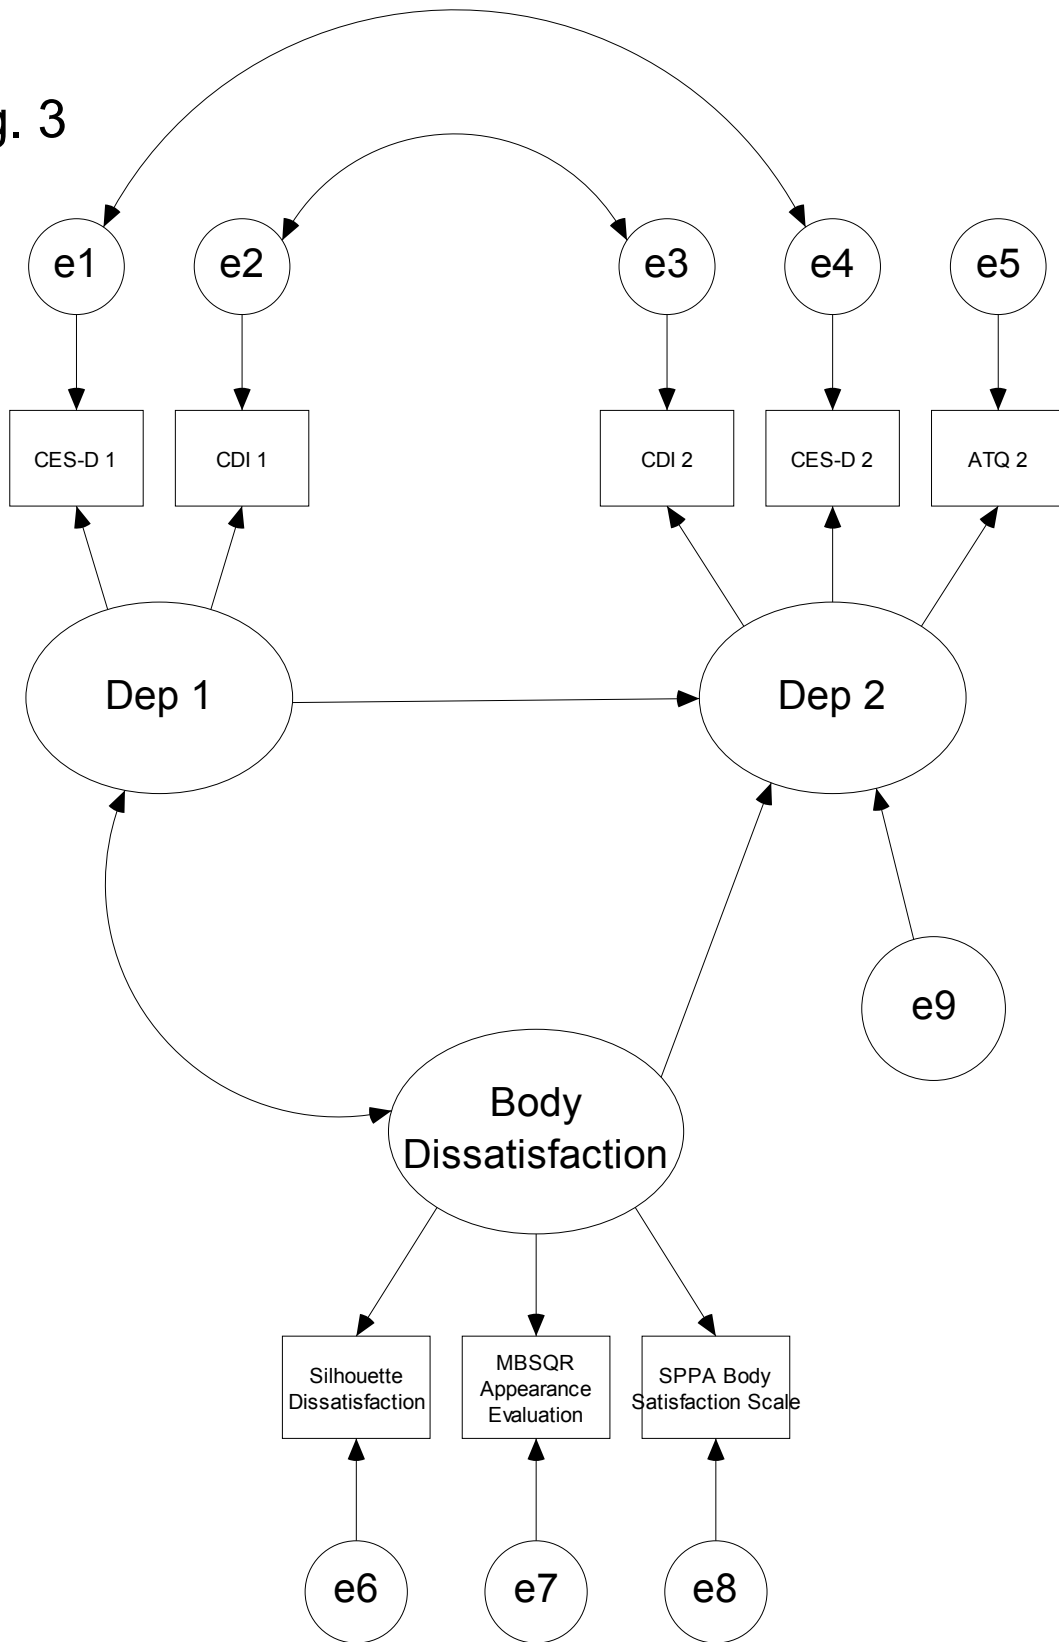 g. 3
e1
e2
e3
e4
e5
CES-D 1
CDI 1
CDI 2
CES-D 2
ATQ 2
Dep 1
Dep 2
e9
Body
Dissatisfaction
Silhouette
Dissatisfaction
MBSQR
Appearance
Evaluation
SPPA Body
Satisfaction Scale
e6
e7
e8